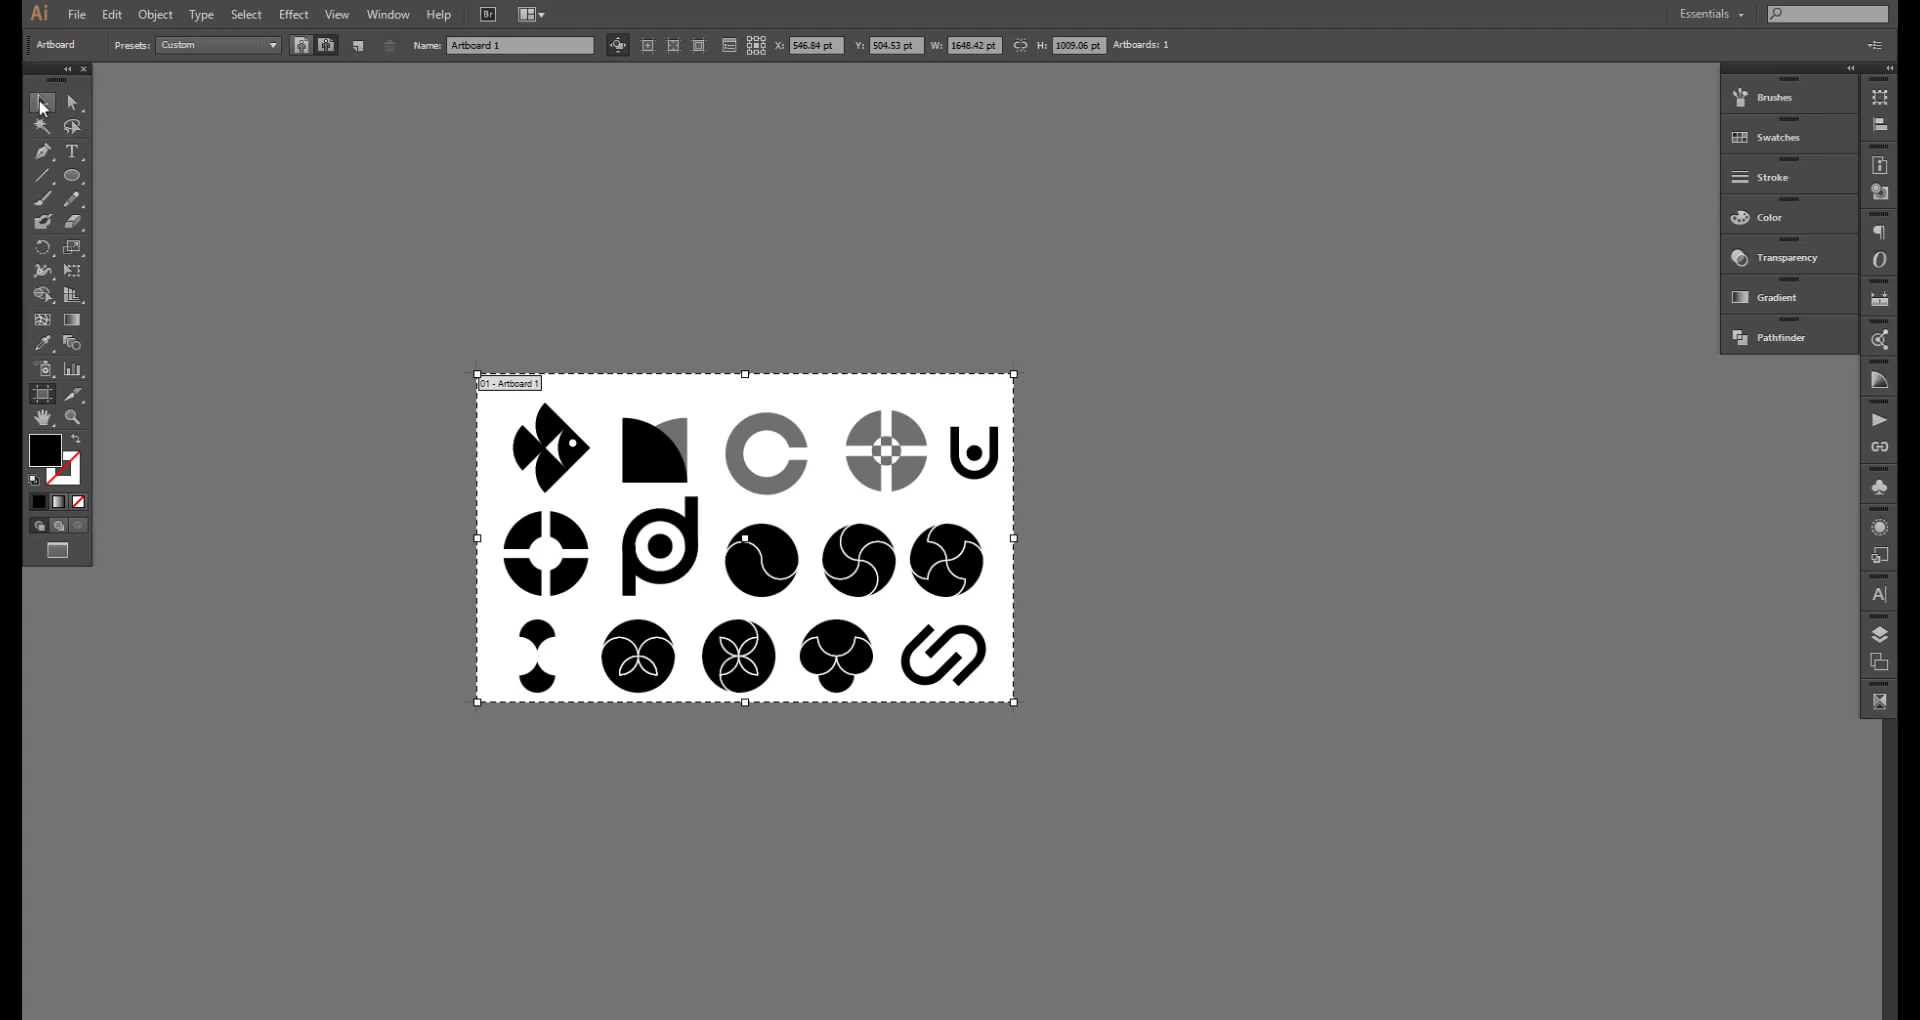 Ai File Edit Object Type Select Effect View Window Help Br Essentials
Artboard Presets: Custom Name: Artboard 1 X: 546.84 pt Y: 504.53 pt W: 1648.42 pt H: 1009.06 pt Artboards: 1
Brushes
Swatches
Stroke
Color
Transparency
Gradient
Pathfinder
01 - Artboard 1